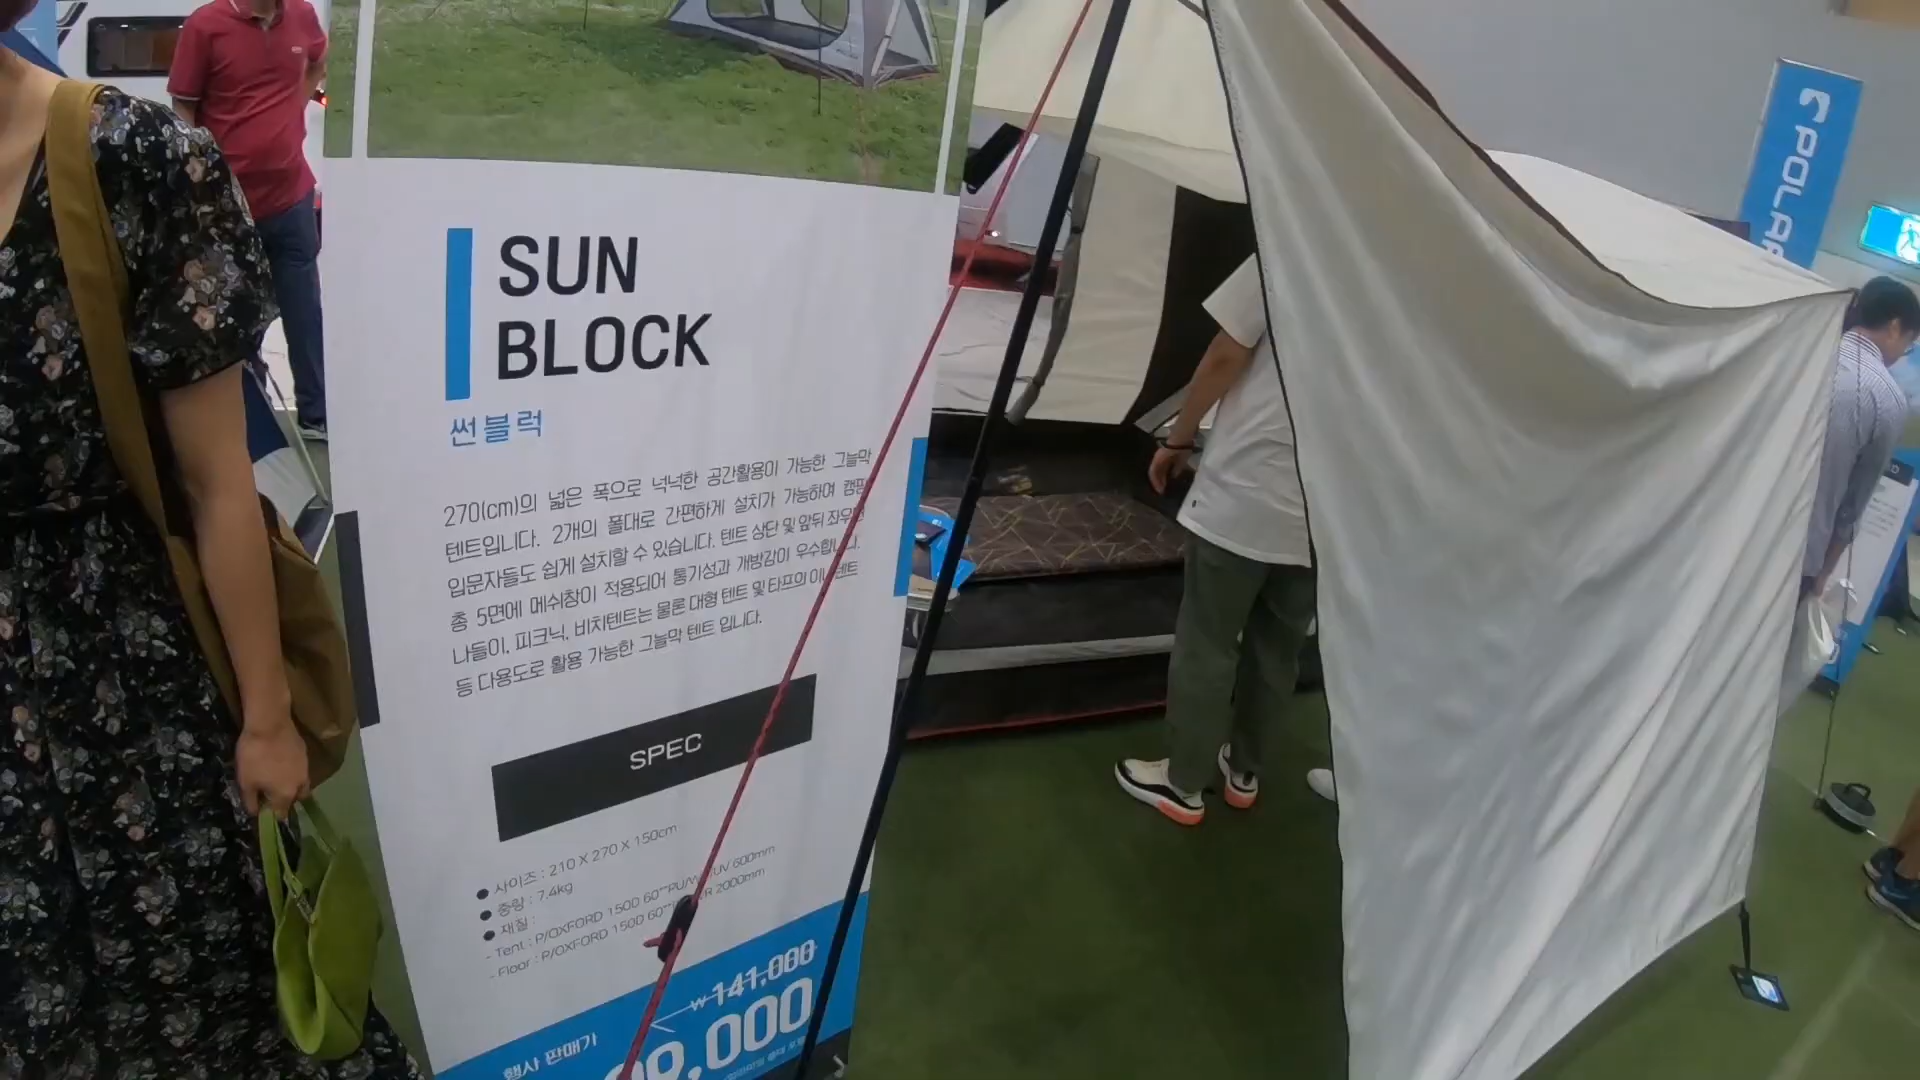 SUN
BLOCK
썬블럭
270(cm)의 넓은 폭으로 넉넉한 공간활용이 가능한 그늘막
텐트입니다. 2개의 폴대로 간편하게 설치가 가능하여 캠핑
입문자들도 쉽게 설치할 수 있습니다. 텐트 상단 및 앞뒤 좌우
총 5면에 메쉬창이 적용되어 통기성과 개방감이 우수합니다.
나들이, 피크닉, 비치텐트는 물론 대형 텐트 및 타프의 이너텐트
등 다용도로 활용 가능한 그늘막 텐트 입니다.
SPEC
사이즈 : 210 X 270 X 150cm
중량 : 7.4kg
재질 :
- Tent : P/OXFORD 150D 60" UV 600mm
- Floor : P/OXFORD 150D 60" 2000mm
₩141,000
행사 판매가
,000
POLA